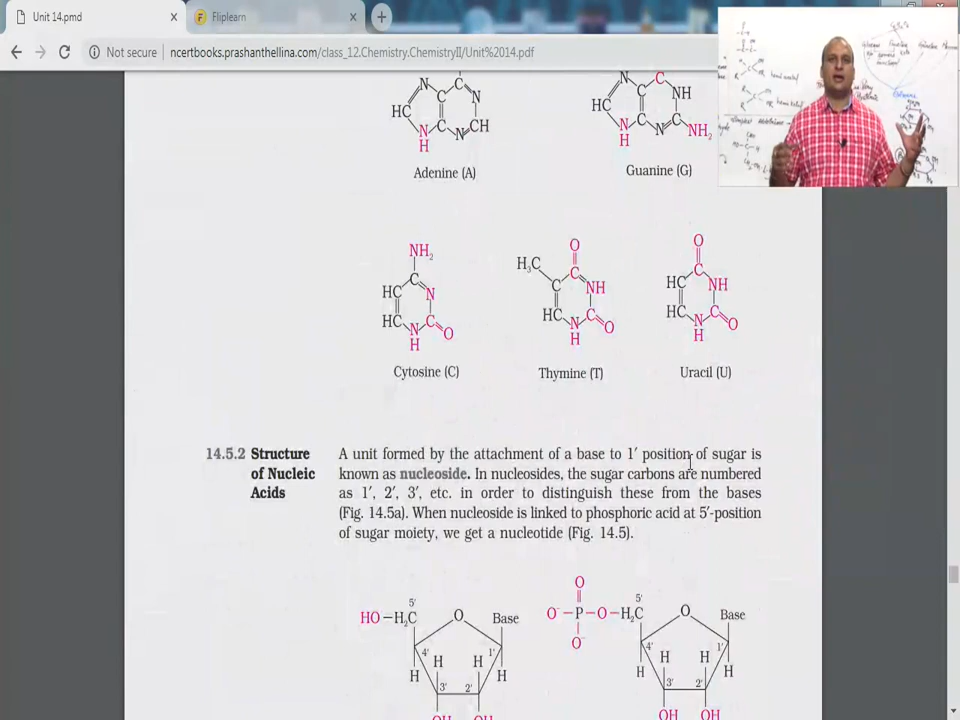 Unit 14.pmd
Fliplearn
Not secure ncertbooks.prashanthellina.com/class_12.Chemistry.ChemistryII/Unit%2014.pdf
N C N
HC C
N C N CH
H
N C NH
HC C
N C N C NH2
H
Adenine (A)
Guanine (G)
NH2
C
HC N
HC N C O
H
O
H3C C
C NH
HC N C O
H
O
C
HC NH
HC N C O
H
Cytosine (C)
Thymine (T)
Uracil (U)
14.5.2 Structure of Nucleic Acids
A unit formed by the attachment of a base to 1′ position of sugar is
known as nucleoside. In nucleosides, the sugar carbons are numbered
as 1′, 2′, 3′, etc. in order to distinguish these from the bases
(Fig. 14.5a). When nucleoside is linked to phosphoric acid at 5′-position
of sugar moiety, we get a nucleotide (Fig. 14.5).
5′
HO–H2C O Base
4′ H H 1′
H 3′ 2′ H
OH OH
O 5′
O⁻–P–O–H2C O Base
O⁻
4′ H H 1′
H 3′ 2′ H
OH OH